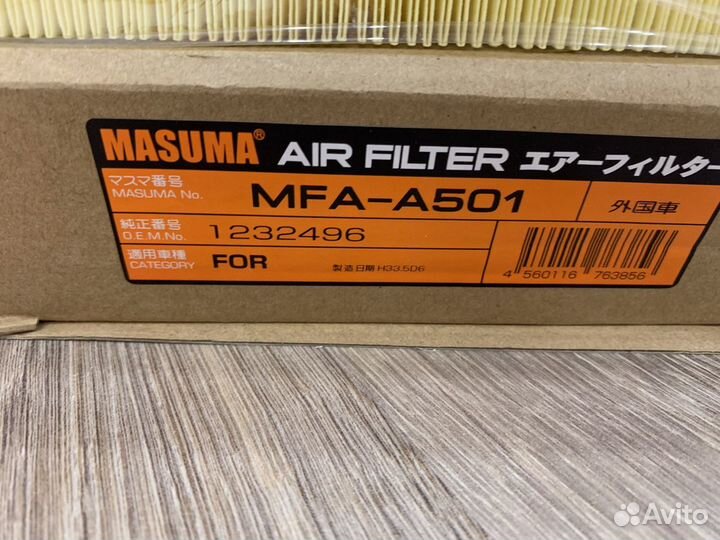 MASUMA® AIR FILTER エアーフィルター
マスマ番号
MASUMA No.
MFA-A501
外国車
純正番号
O.E.M.No.
1232496
適用車種
CATEGORY
FOR
製造日期 H33.5D6
4 560116 763856
Avito